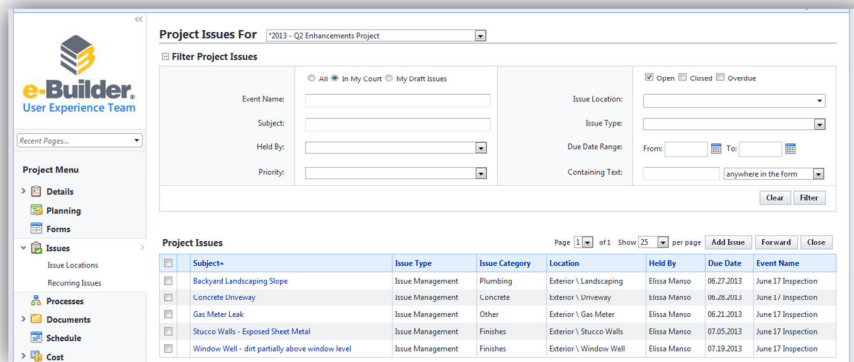 Project Issues For *2013 - Q2 Enhancements Project
Filter Project Issues
e-Builder.
User Experience Team
Recent Pages...
Project Menu
Details
Planning
Forms
Issues
Issue Locations
Recurring Issues
Processes
Documents
Schedule
Cost
All In My Court My Draft Issues
Open Closed Overdue
Event Name:
Issue Location:
Subject:
Issue Type:
Held By:
Due Date Range: From: To:
Priority:
Containing Text: anywhere in the form
Clear Filter
Project Issues Page 1 of 1 Show 25 per page Add Issue Forward Close
Subject Issue Type Issue Category Location Held By Due Date Event Name
Backyard Landscaping Slope Issue Management Plumbing Exterior \ Landscaping Elissa Manso 06.27.2013 June 17 Inspection
Concrete Driveway Issue Management Concrete Exterior \ Driveway Elissa Manso 06.28.2013 June 17 Inspection
Gas Meter Leak Issue Management Other Exterior \ Gas Meter Elissa Manso 06.21.2013 June 17 Inspection
Stucco Walls - Exposed Sheet Metal Issue Management Finishes Exterior \ Stucco Walls Elissa Manso 07.05.2013 June 17 Inspection
Window Well - dirt partially above window level Issue Management Finishes Exterior \ Window Well Elissa Manso 07.19.2013 June 17 Inspection